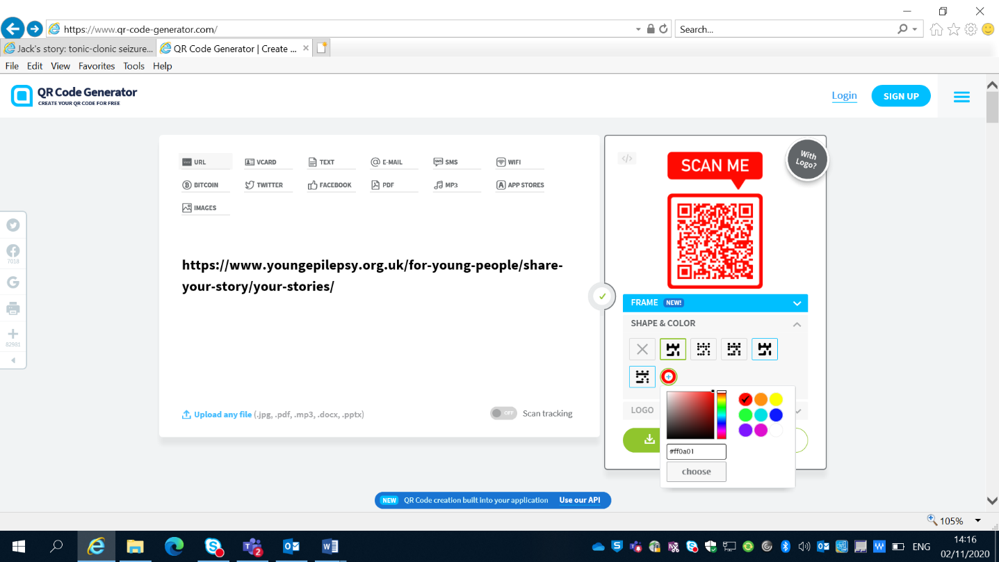 https://www.qr-code-generator.com/
Search...
Jack's story: tonic-clonic seizure...
QR Code Generator | Create ...
File Edit View Favorites Tools Help
QR Code Generator
CREATE YOUR QR CODE FOR FREE
Login
SIGN UP
URL
VCARD
TEXT
E-MAIL
SMS
WIFI
BITCOIN
TWITTER
FACEBOOK
PDF
MP3
APP STORES
IMAGES
https://www.youngepilepsy.org.uk/for-young-people/share-
your-story/your-stories/
Upload any file (.jpg, .pdf, .mp3, .docx, .pptx)
OFF
Scan tracking
With
Logo?
</>
SCAN ME
FRAME NEW!
SHAPE & COLOR
LOGO
#ff0a01
choose
7018
82981
NEW QR Code creation built into your application Use our API
105%
2
ENG
14:16
02/11/2020